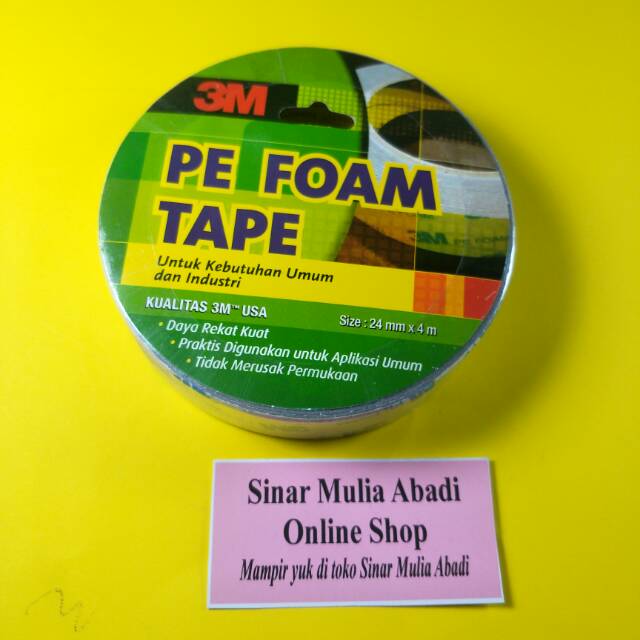 3M
PE FOAM
TAPE
Untuk Kebutuhan Umum
dan Industri
KUALITAS 3M™ USA
Size : 24 mm x 4 m
• Daya Rekat Kuat
• Praktis Digunakan untuk Aplikasi Umum
• Tidak Merusak Permukaan
3M
Sinar Mulia Abadi
Online Shop
Mampir yuk di toko Sinar Mulia Abadi